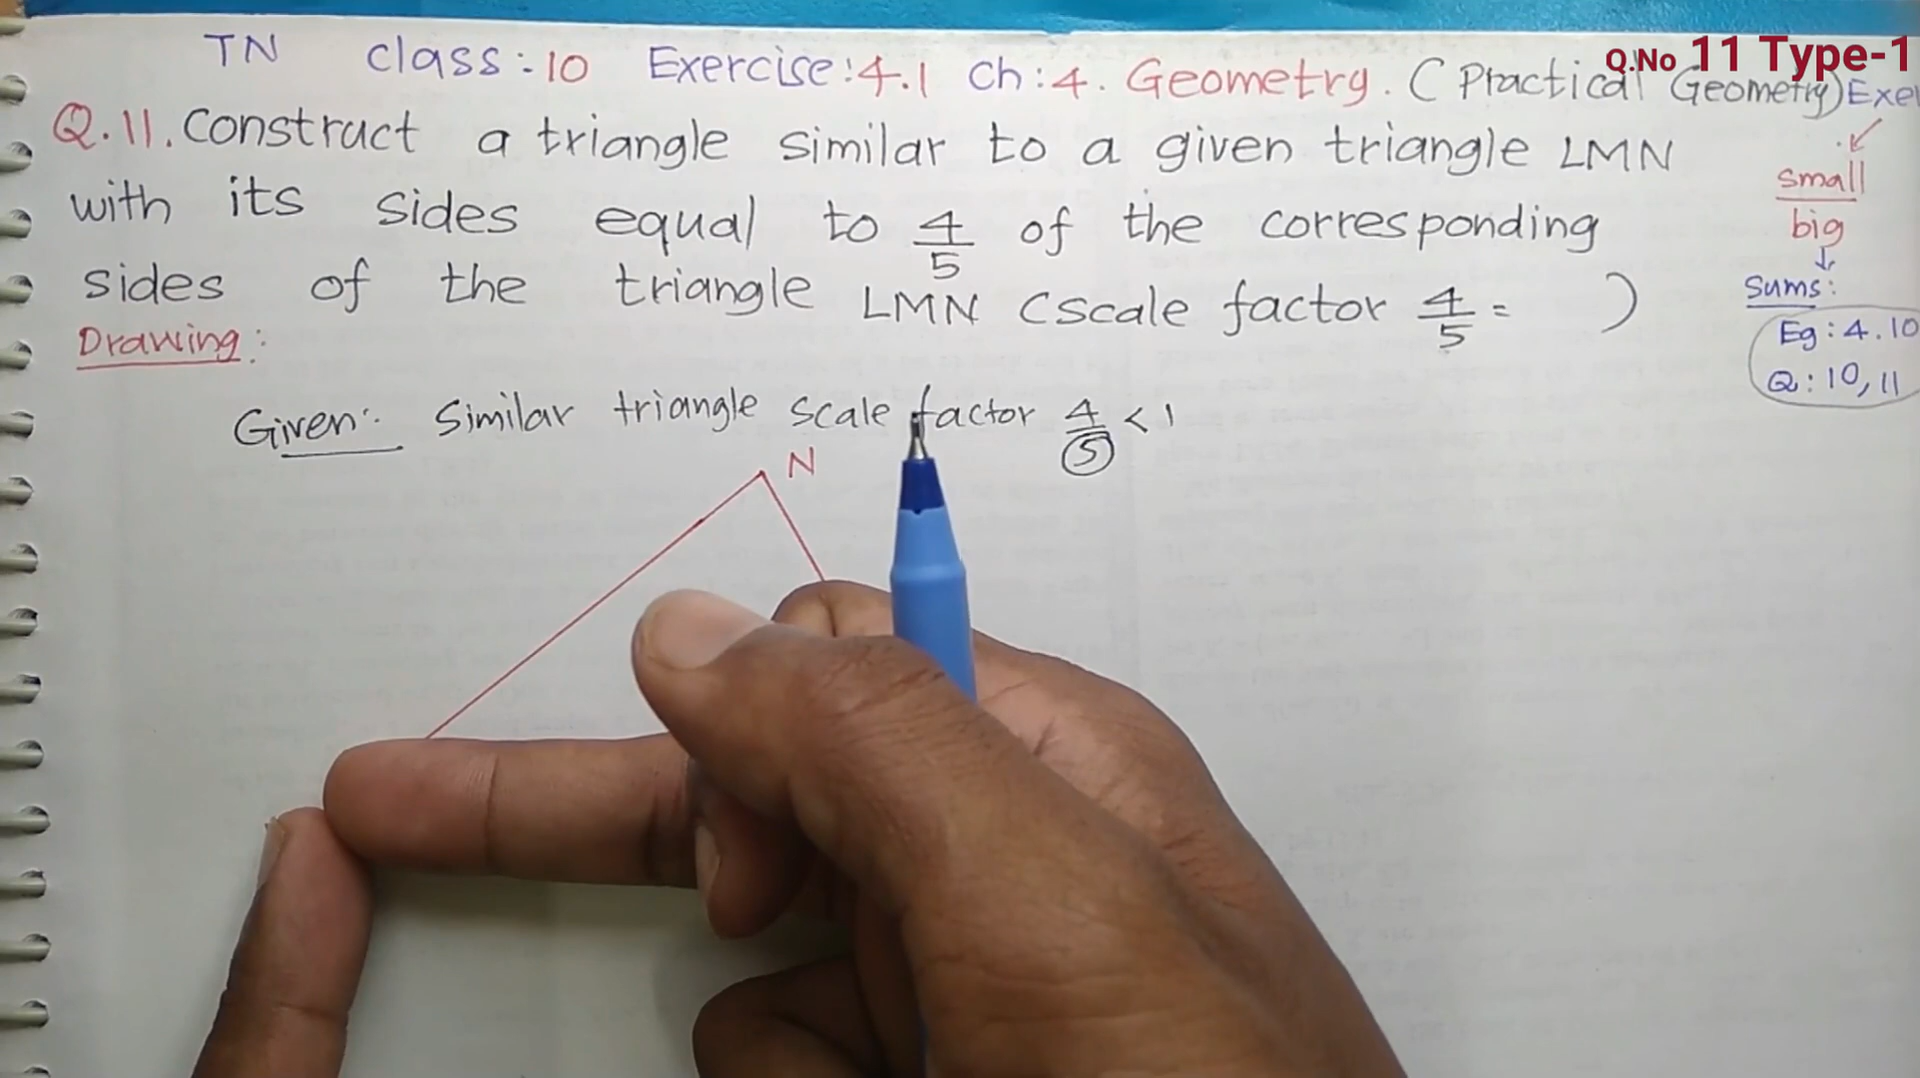 TN class:10 Exercise:4.1 Ch:4. Geometry. (Practical Geometry) Exer
Q.No 11 Type-1
Q.11. Construct a triangle similar to a given triangle LMN
with its sides equal to 4/5 of the corresponding
sides of the triangle LMN (scale factor 4/5 = )
small
big
Sums:
Eg: 4.10
Q: 10, 11
Drawing:
Given: Similar triangle scale factor 4/5 < 1
N